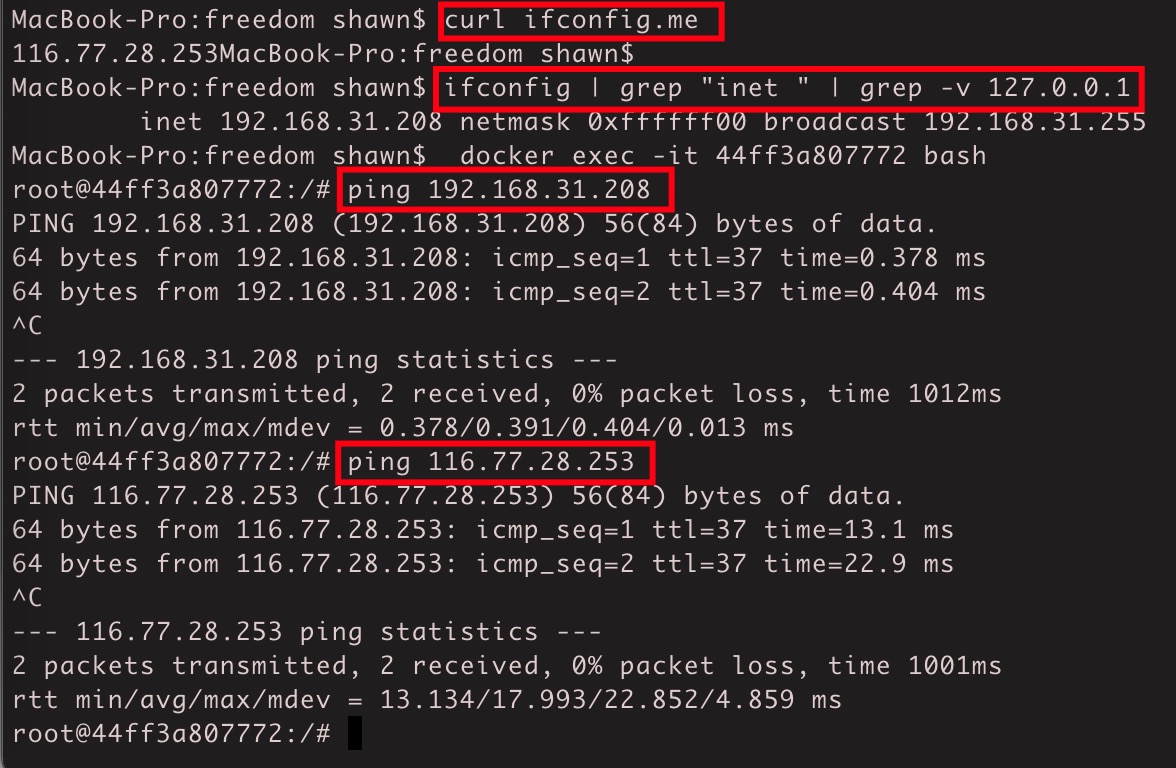 MacBook-Pro:freedom shawn$ curl ifconfig.me
116.77.28.253MacBook-Pro:freedom shawn$
MacBook-Pro:freedom shawn$ ifconfig | grep "inet " | grep -v 127.0.0.1
inet 192.168.31.208 netmask 0xffffff00 broadcast 192.168.31.255
MacBook-Pro:freedom shawn$  docker exec -it 44ff3a807772 bash
root@44ff3a807772:/# ping 192.168.31.208
PING 192.168.31.208 (192.168.31.208) 56(84) bytes of data.
64 bytes from 192.168.31.208: icmp_seq=1 ttl=37 time=0.378 ms
64 bytes from 192.168.31.208: icmp_seq=2 ttl=37 time=0.404 ms
^C
--- 192.168.31.208 ping statistics ---
2 packets transmitted, 2 received, 0% packet loss, time 1012ms
rtt min/avg/max/mdev = 0.378/0.391/0.404/0.013 ms
root@44ff3a807772:/# ping 116.77.28.253
PING 116.77.28.253 (116.77.28.253) 56(84) bytes of data.
64 bytes from 116.77.28.253: icmp_seq=1 ttl=37 time=13.1 ms
64 bytes from 116.77.28.253: icmp_seq=2 ttl=37 time=22.9 ms
^C
--- 116.77.28.253 ping statistics ---
2 packets transmitted, 2 received, 0% packet loss, time 1001ms
rtt min/avg/max/mdev = 13.134/17.993/22.852/4.859 ms
root@44ff3a807772:/#